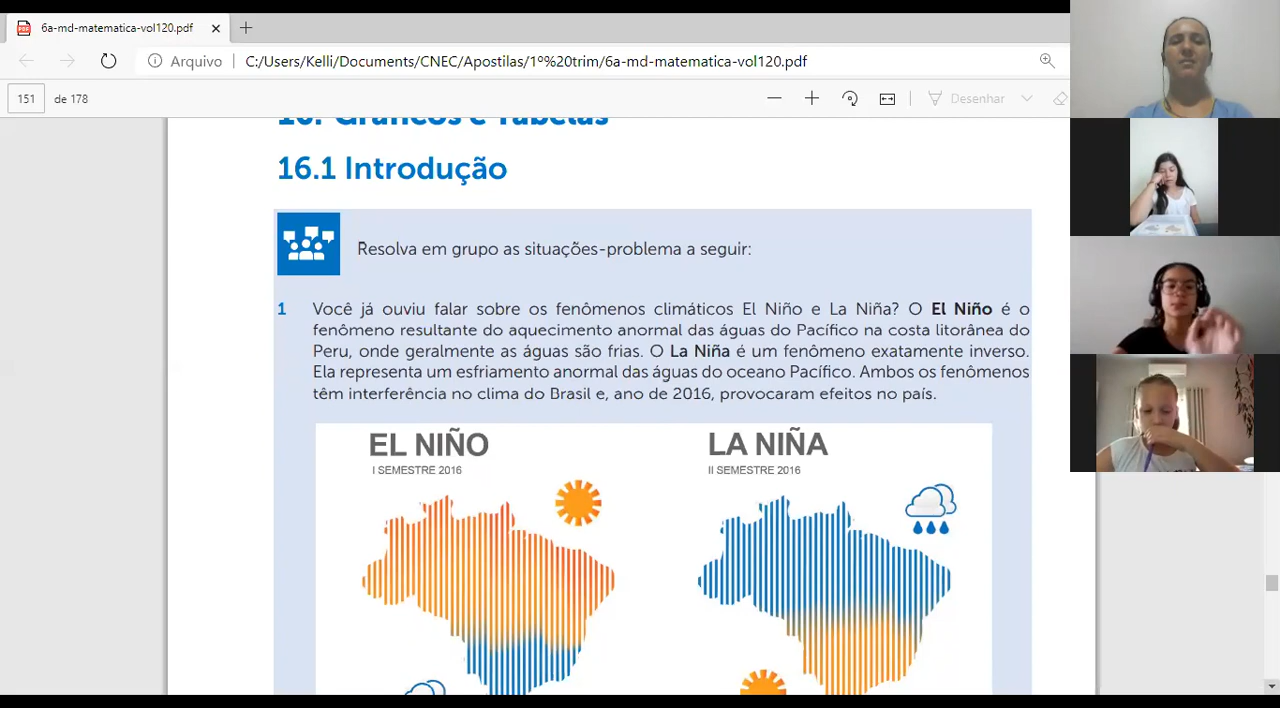 6a-md-matematica-vol120.pdf
Arquivo
C:/Users/Kelli/Documents/CNEC/Apostilas/1º%20trim/6a-md-matematica-vol120.pdf
151 de 178
Desenhar
16. Gráficos e Tabelas
16.1 Introdução
Resolva em grupo as situações-problema a seguir:
1 Você já ouviu falar sobre os fenômenos climáticos El Niño e La Niña? O El Niño é o
fenômeno resultante do aquecimento anormal das águas do Pacífico na costa litorânea do
Peru, onde geralmente as águas são frias. O La Niña é um fenômeno exatamente inverso.
Ela representa um esfriamento anormal das águas do oceano Pacífico. Ambos os fenômenos
têm interferência no clima do Brasil e, ano de 2016, provocaram efeitos no país.
EL NIÑO
I SEMESTRE 2016
LA NIÑA
II SEMESTRE 2016